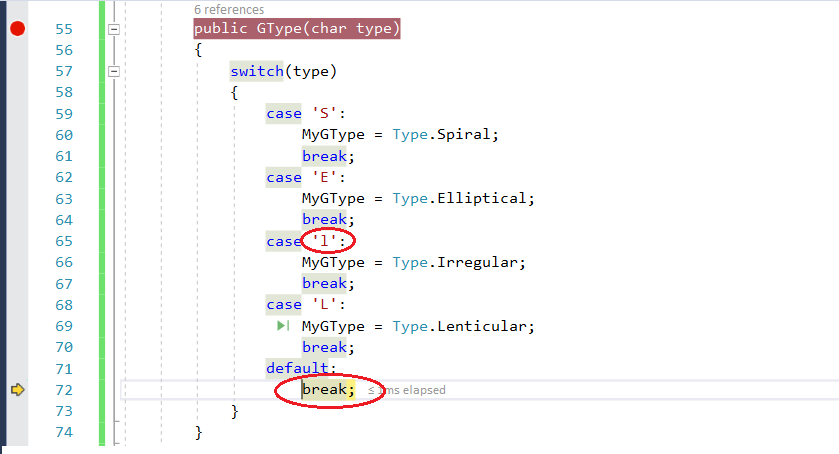 6 references
55 public GType(char type)
56 {
57 switch(type)
58 {
59 case 'S':
60 MyGType = Type.Spiral;
61 break;
62 case 'E':
63 MyGType = Type.Elliptical;
64 break;
65 case 'l':
66 MyGType = Type.Irregular;
67 break;
68 case 'L':
69 MyGType = Type.Lenticular;
70 break;
71 default:
72 break; ≤ 1ms elapsed
73 }
74 }